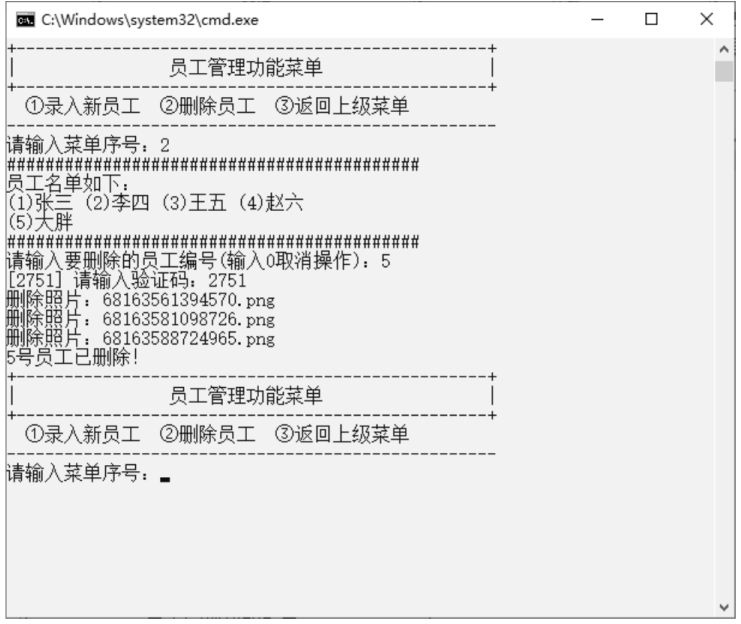 C:\Windows\system32\cmd.exe
+------------------------------------------------+
| 员工管理功能菜单 |
+------------------------------------------------+
①录入新员工 ②删除员工 ③返回上级菜单
--------------------------------------------------
请输入菜单序号：2
##########################################
员工名单如下：
(1)张三 (2)李四 (3)王五 (4)赵六
(5)大胖
##########################################
请输入要删除的员工编号(输入0取消操作)：5
[2751] 请输入验证码：2751
删除照片：68163561394570.png
删除照片：68163581098726.png
删除照片：68163588724965.png
5号员工已删除！
+------------------------------------------------+
| 员工管理功能菜单 |
+------------------------------------------------+
①录入新员工 ②删除员工 ③返回上级菜单
--------------------------------------------------
请输入菜单序号：